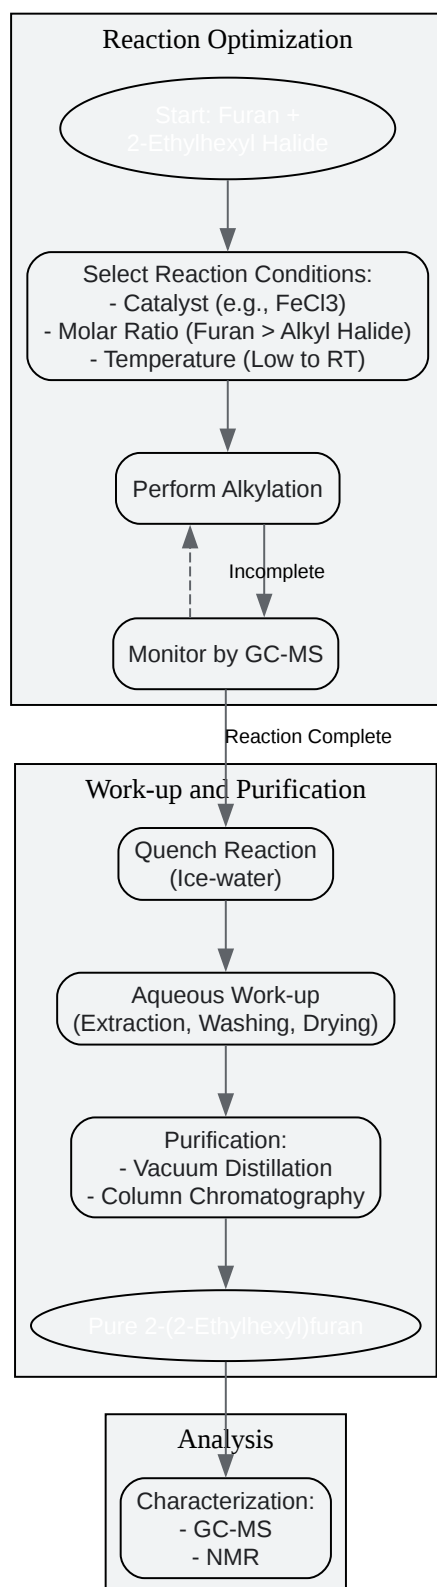 Reaction Optimization
Start: Furan +
2-Ethylhexyl Halide
Select Reaction Conditions:
- Catalyst (e.g., FeCl3)
- Molar Ratio (Furan > Alkyl Halide)
- Temperature (Low to RT)
Perform Alkylation
Incomplete
Monitor by GC-MS
Reaction Complete
Work-up and Purification
Quench Reaction
(Ice-water)
Aqueous Work-up
(Extraction, Washing, Drying)
Purification:
- Vacuum Distillation
- Column Chromatography
Pure 2-(2-Ethylhexyl)furan
Analysis
Characterization:
- GC-MS
- NMR